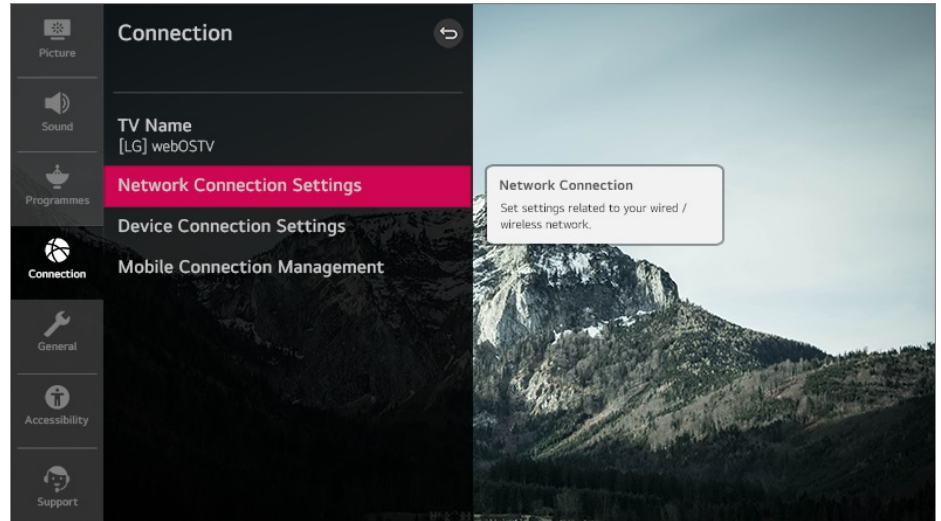 Picture
Sound
Programmes
Connection
General
Accessibility
Support
Connection
TV Name
[LG] webOSTV
Network Connection Settings
Device Connection Settings
Mobile Connection Management
Network Connection
Set settings related to your wired /
wireless network.